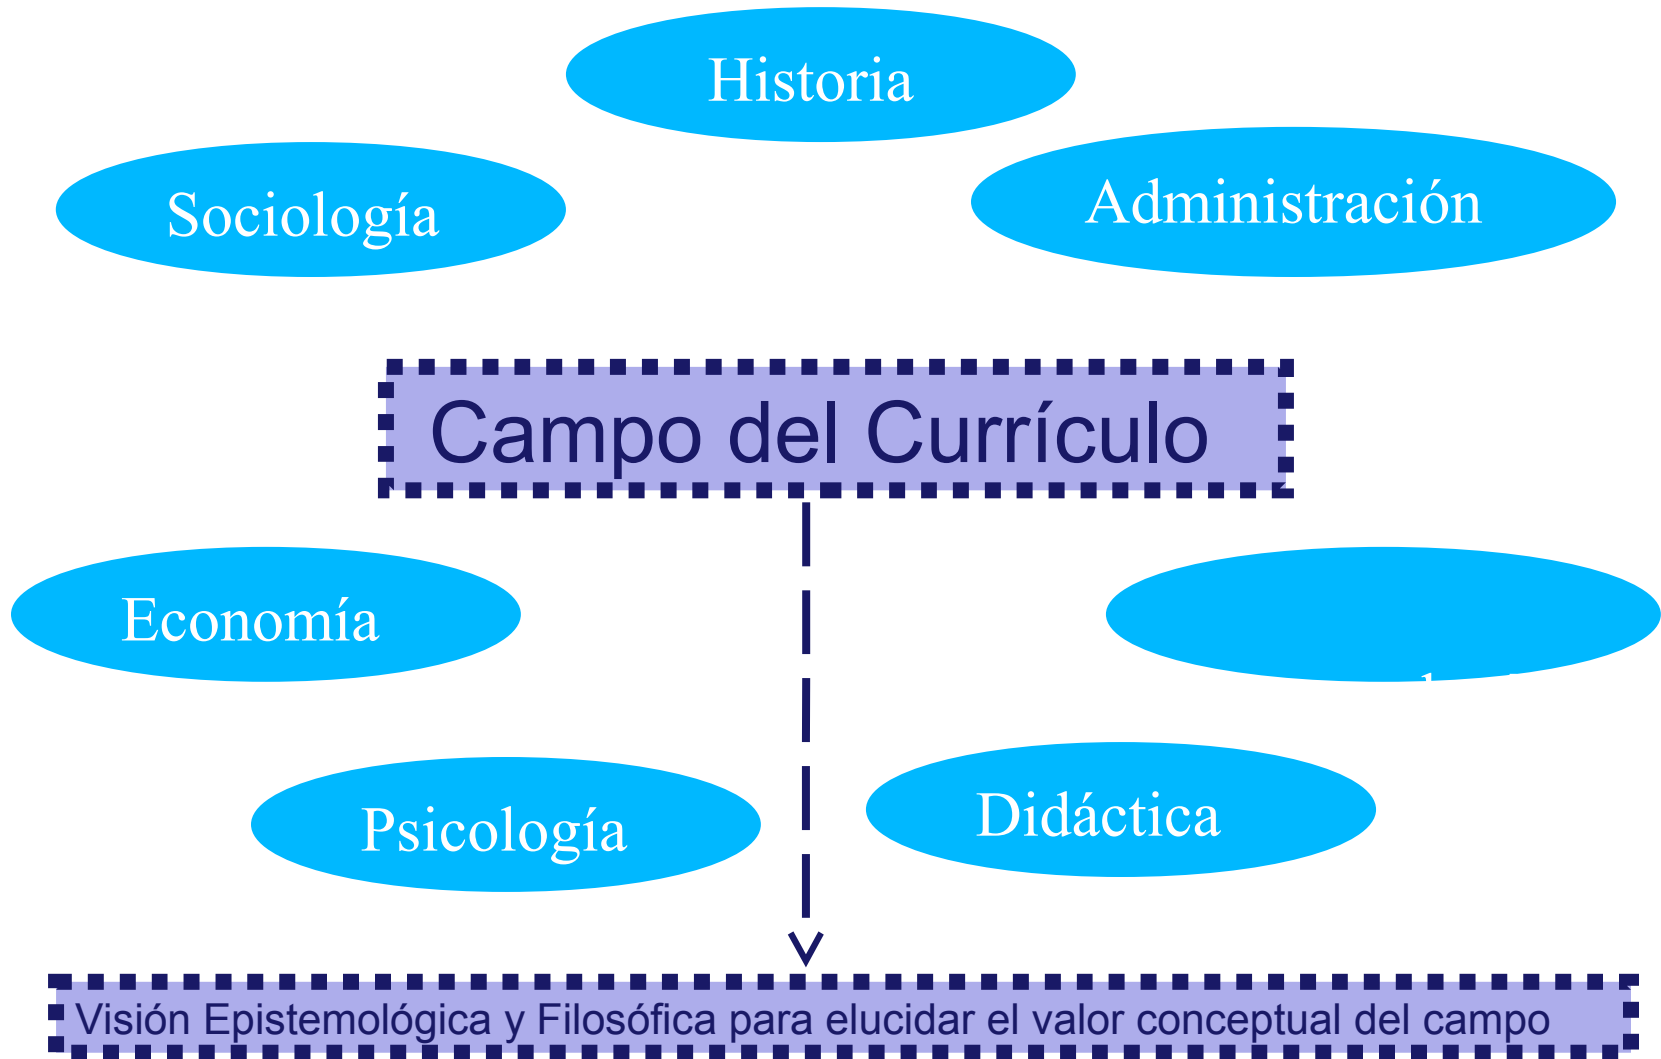 Historia
Sociología
Administración
Campo del Currículo
Economía
Psicología
Didáctica
Visión Epistemológica y Filosófica para elucidar el valor conceptual del campo